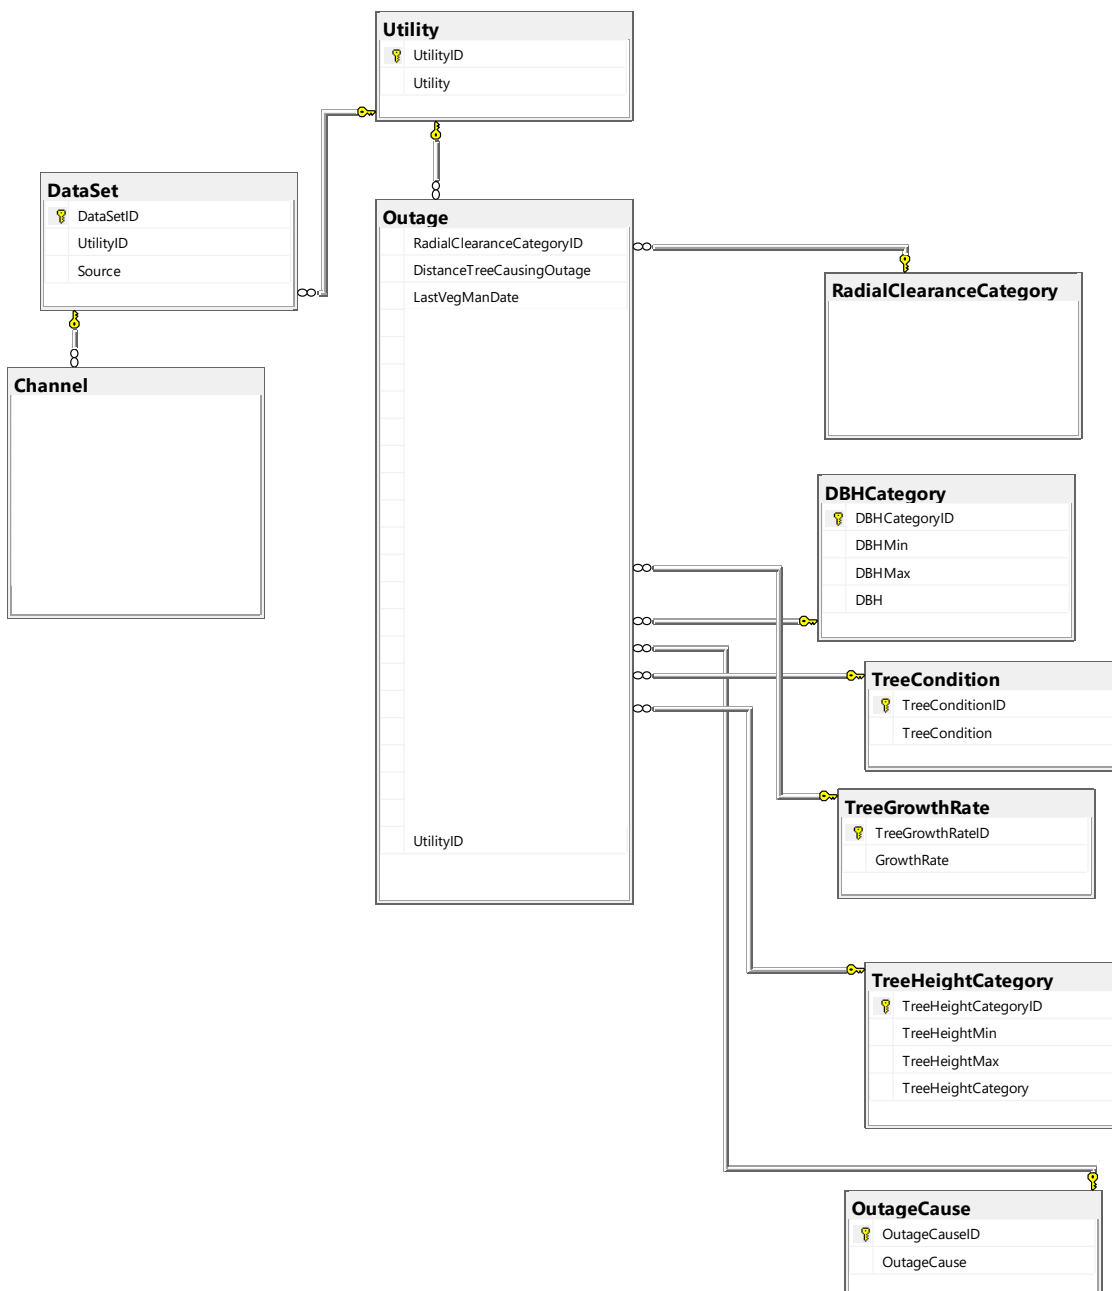 Utility
UtilityID
Utility
DataSet
DataSetID
UtilityID
Source
Channel
Outage
RadialClearanceCategoryID
DistanceTreeCausingOutage
LastVegManDate
UtilityID
RadialClearanceCategory
DBHCategory
DBHCategoryID
DBHMin
DBHMax
DBH
TreeCondition
TreeConditionID
TreeCondition
TreeGrowthRate
TreeGrowthRateID
GrowthRate
TreeHeightCategory
TreeHeightCategoryID
TreeHeightMin
TreeHeightMax
TreeHeightCategory
OutageCause
OutageCauseID
OutageCause